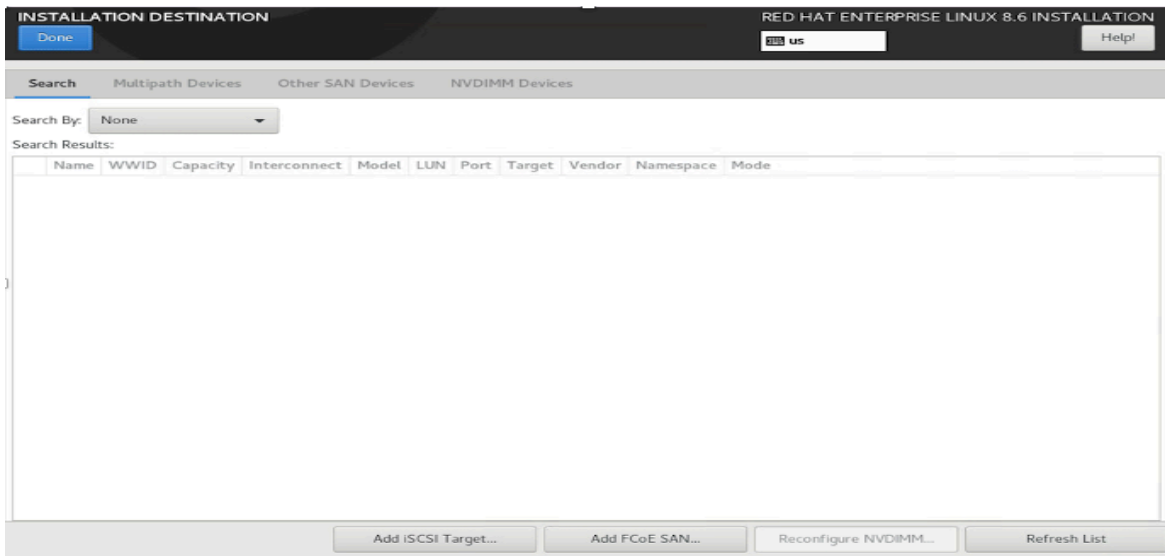 INSTALLATION DESTINATION
RED HAT ENTERPRISE LINUX 8.6 INSTALLATION
Done
us
Help!
Search Multipath Devices Other SAN Devices NVDIMM Devices
Search By: None
Search Results:
Name WWID Capacity Interconnect Model LUN Port Target Vendor Namespace Mode
Add iSCSI Target... Add FCoE SAN... Reconfigure NVDIMM... Refresh List